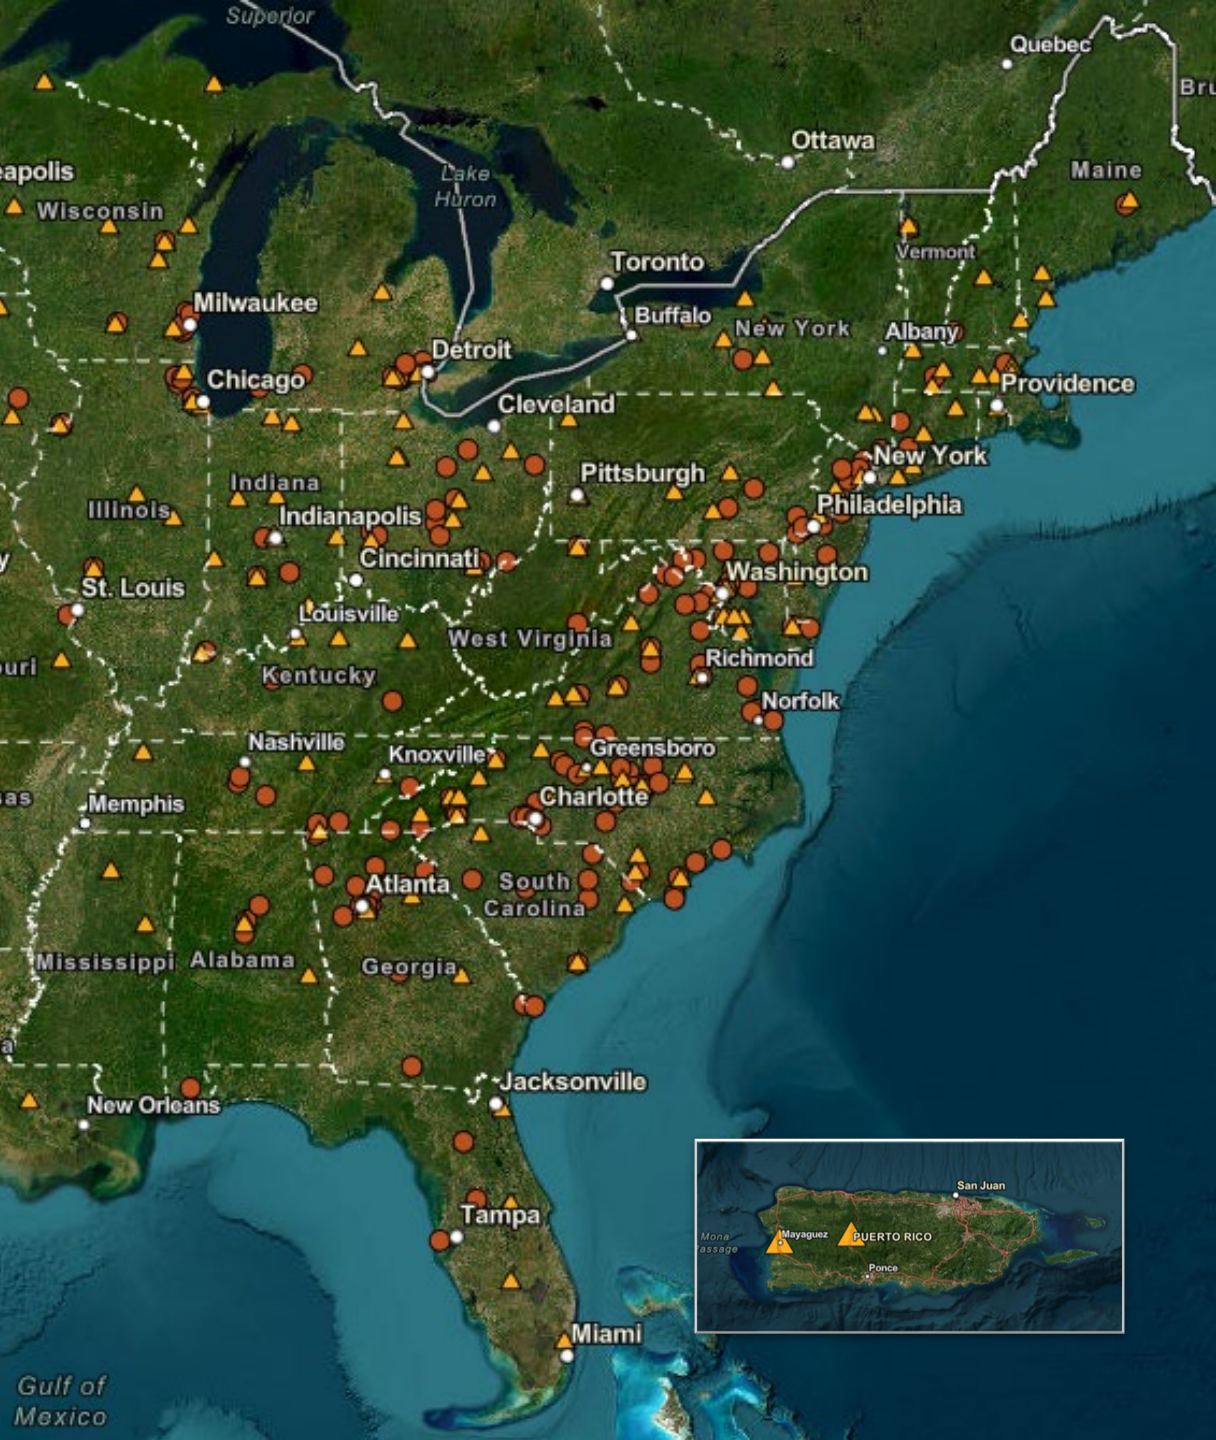 Superior
Quebec
Bru
Ottawa
eapolis
Lake
Huron
Maine
Wisconsin
Toronto
Vermont
Milwaukee
Buffalo
New York
Albany
Detroit
Chicago
Providence
Cleveland
New York
Pittsburgh
Indiana
Illinois
Philadelphia
Indianapolis
y
Cincinnati
Washington
St. Louis
Louisville
West Virginia
Richmond
uri
Kentucky
Norfolk
Nashville
Knoxville
Greensboro
as
Memphis
Charlotte
Atlanta
South
Carolina
Mississippi
Alabama
Georgia
a
Jacksonville
New Orleans
San Juan
Tampa
Mona
assage
Mayaguez
PUERTO RICO
Ponce
Miami
Gulf of
Mexico